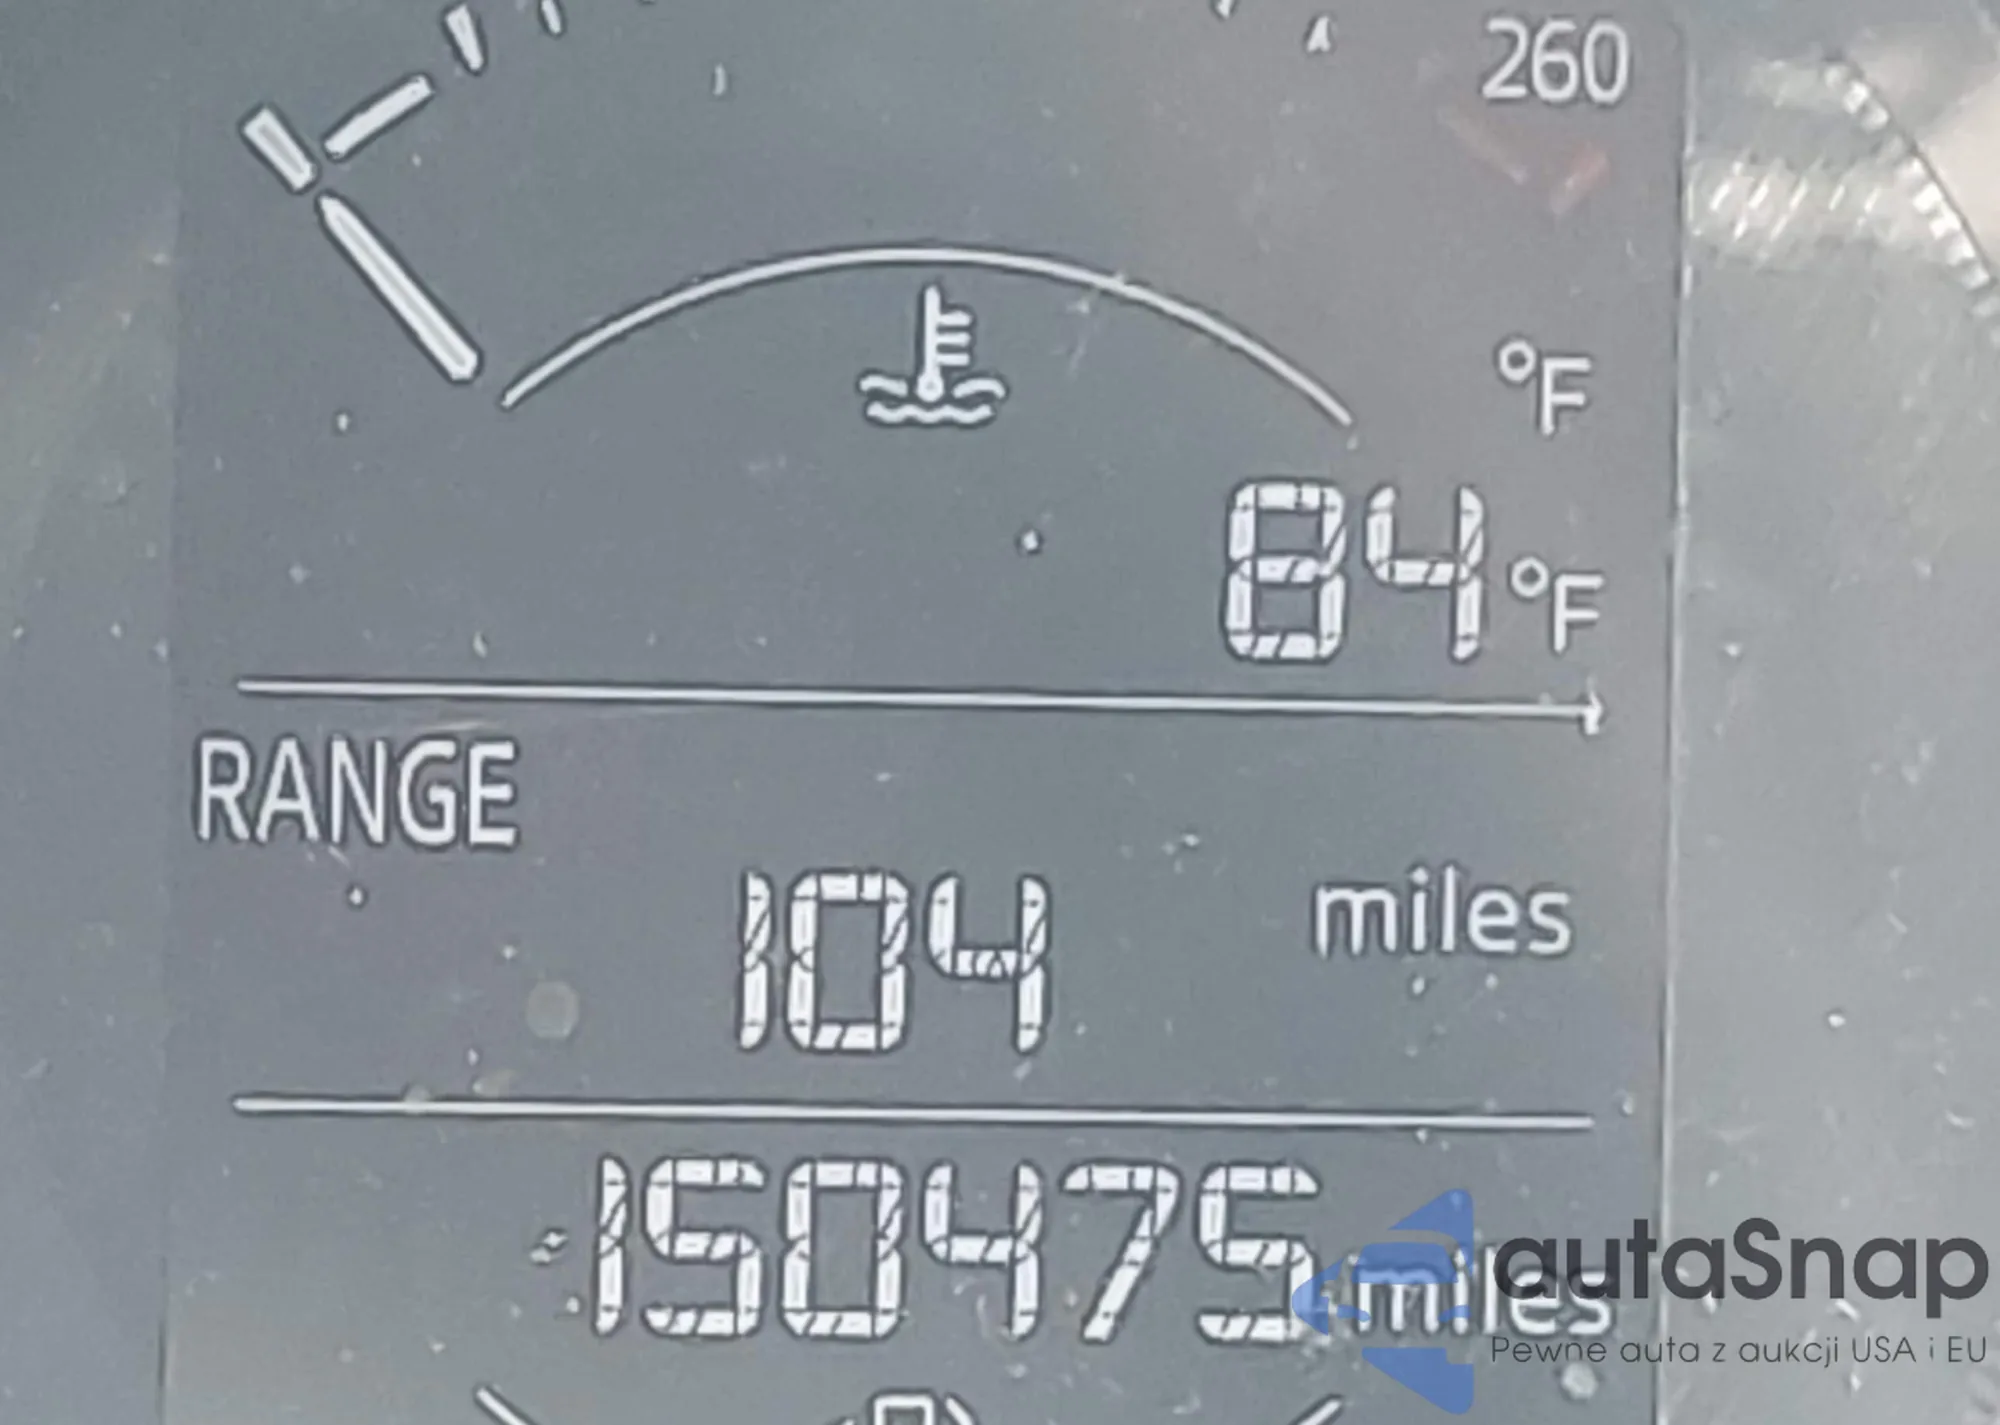 260
°F
84 °F
RANGE
104 miles
150475 miles
autaSnap
Pewne auta z aukcji USA i EU